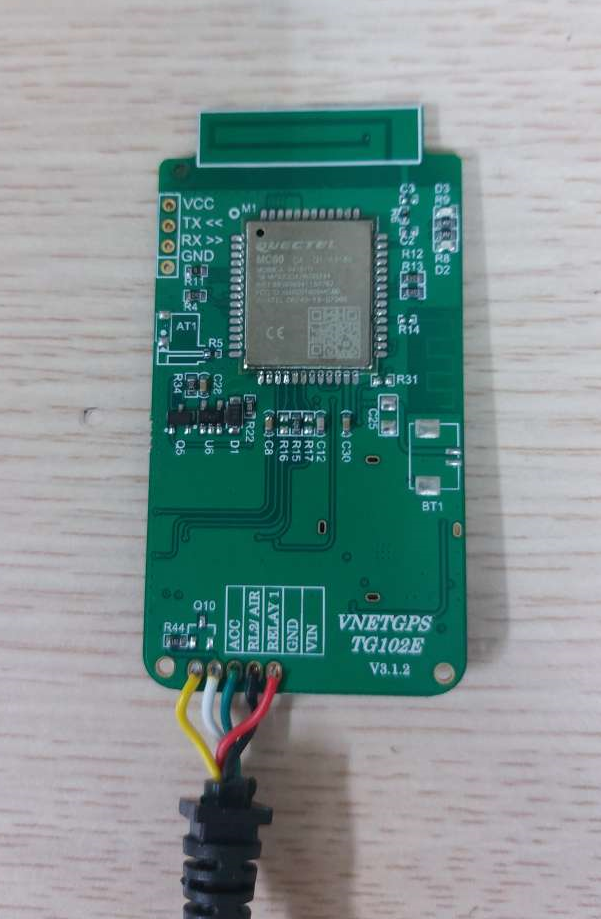 VCC
TX <<
RX >>
GND
M1
QUECTEL
MC60
C3
R6
C2
D3
R9
R8
D2
R12
R13
R11
R4
AT1
R5
R14
R31
R34
C28
R22
Q5
U6
D1
C8
R16
R15
R17
C12
C30
C25
BT1
Q10
R44
ACC
RL2/ AIR
RELAY 1
GND
VIN
VNETGPS
TG102E
V3.1.2